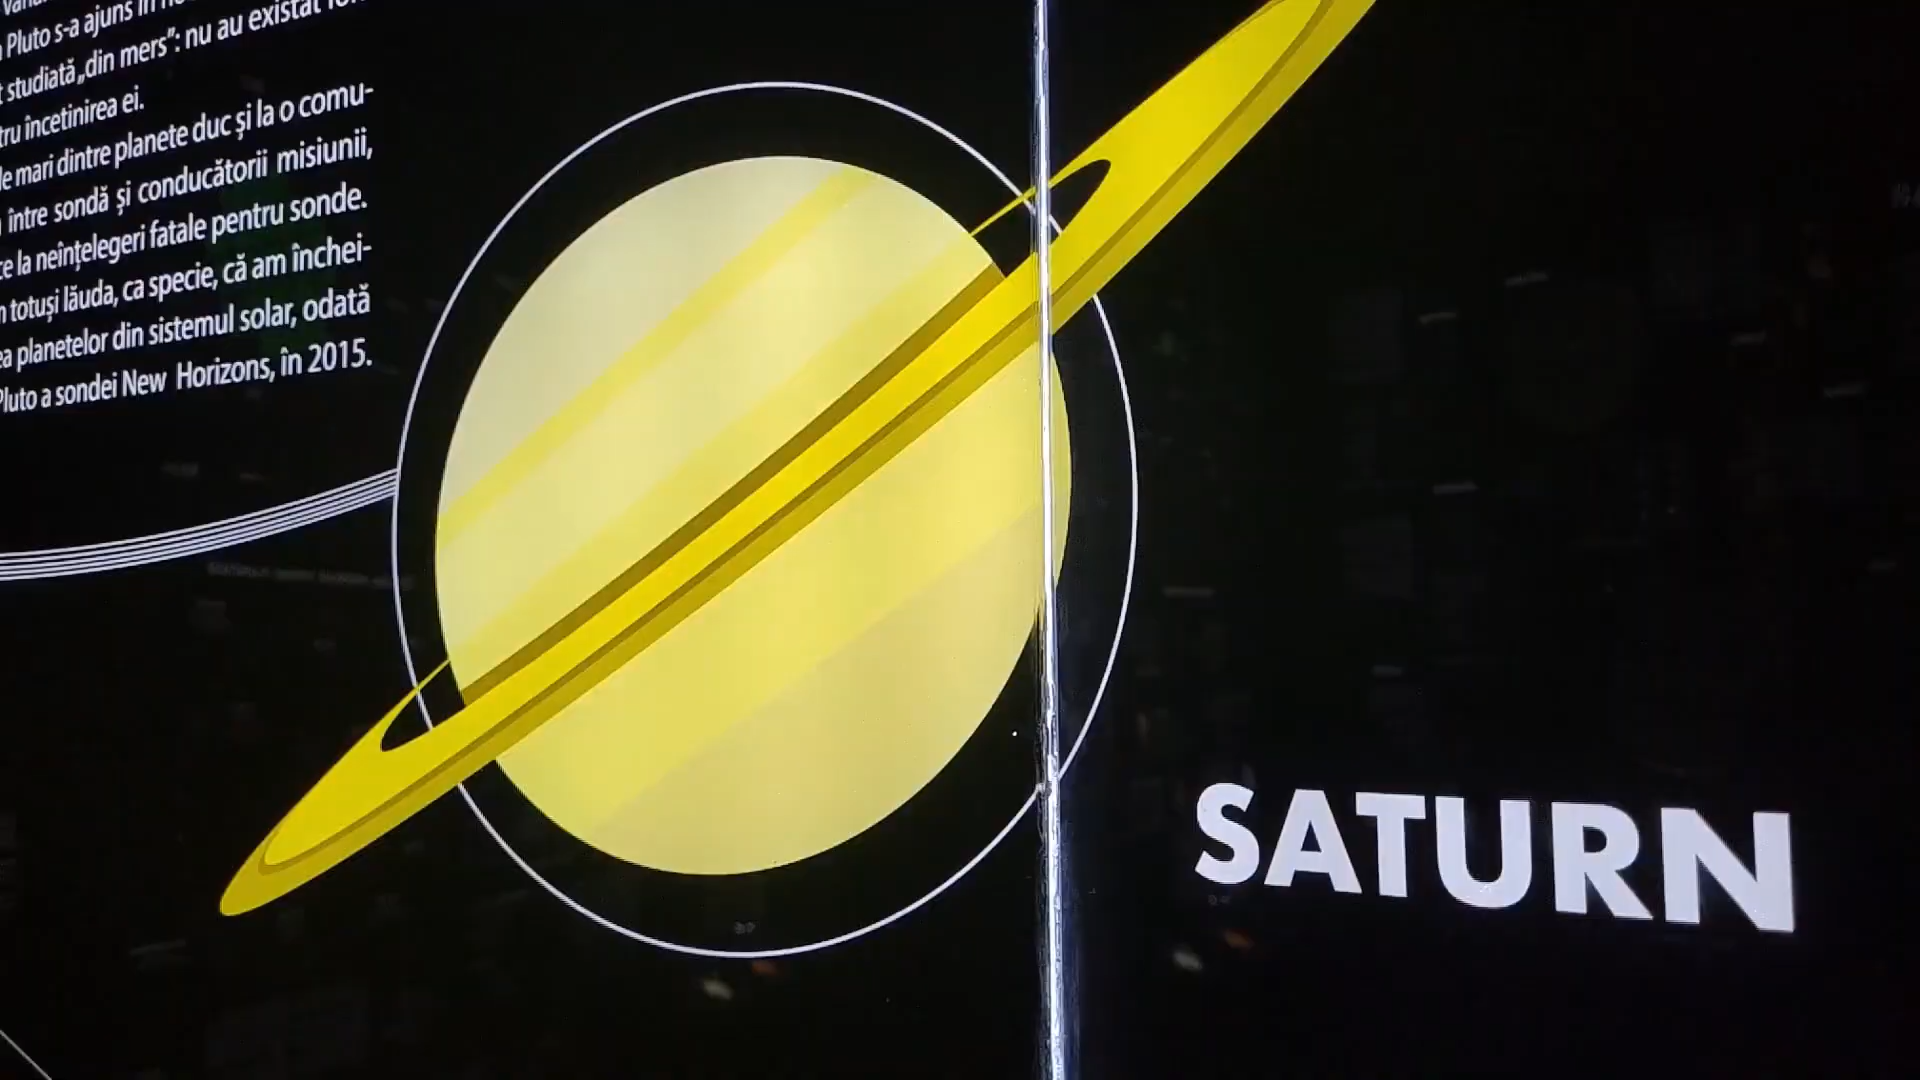 Pluto s-a ajuns în
studiată „din mers”: nu au existat
încetinirea ei.
mari dintre planete duc și la o comu-
între sondă și conducătorii misiunii,
la neînțelegeri fatale pentru sonde.
totuși lăuda, ca specie, că am închei-
planetelor din sistemul solar, odată
Pluto a sondei New Horizons, în 2015.
SATURN